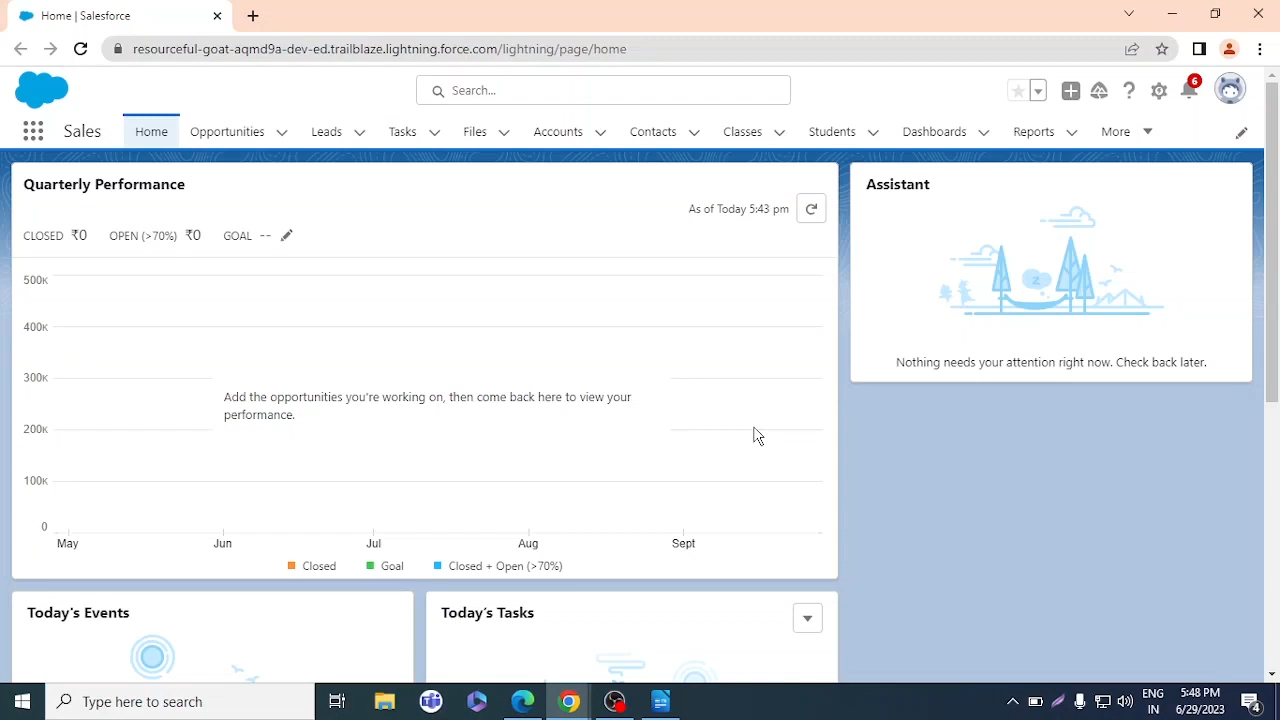 Home | Salesforce
resourceful-goat-aqmd9a-dev-ed.trailblaze.lightning.force.com/lightning/page/home
Search...
6
Sales Home Opportunities Leads Tasks Files Accounts Contacts Classes Students Dashboards Reports More
Quarterly Performance
As of Today 5:43 pm
CLOSED ₹0 OPEN (>70%) ₹0 GOAL --
500K
400K
300K
200K
100K
0
Add the opportunities you're working on, then come back here to view your
performance.
May Jun Jul Aug Sept
Closed Goal Closed + Open (>70%)
Assistant
z
Nothing needs your attention right now. Check back later.
Today's Events
Today's Tasks
Type here to search
ENG
IN
5:48 PM
6/29/2023
4